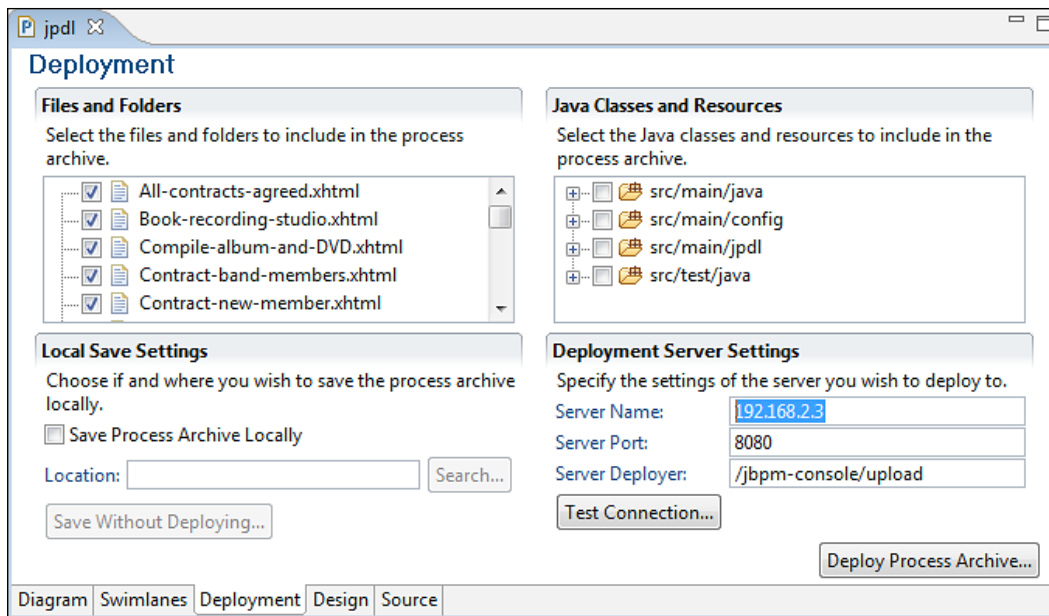 jpdl
Deployment
Files and Folders
Select the files and folders to include in the process
archive.
All-contracts-agreed.xhtml
Book-recording-studio.xhtml
Compile-album-and-DVD.xhtml
Contract-band-members.xhtml
Contract-new-member.xhtml
Java Classes and Resources
Select the Java classes and resources to include in the
process archive.
src/main/java
src/main/config
src/main/jpdl
src/test/java
Local Save Settings
Choose if and where you wish to save the process archive
locally.
Save Process Archive Locally
Location:
Search...
Save Without Deploying...
Deployment Server Settings
Specify the settings of the server you wish to deploy to.
Server Name: 192.168.2.3
Server Port: 8080
Server Deployer: /jbpm-console/upload
Test Connection...
Deploy Process Archive...
Diagram Swimlanes Deployment Design Source